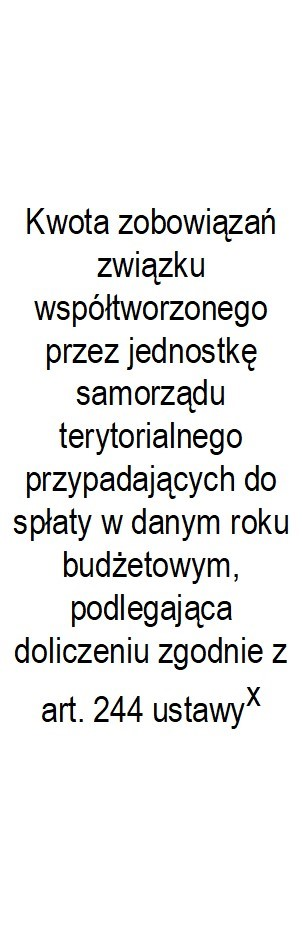 Kwota zobowiązań
związku
współtworzonego
przez jednostkę
samorządu
terytorialnego
przypadających do
spłaty w danym roku
budżetowym,
podlegająca
doliczeniu zgodnie z
art. 244 ustawyx